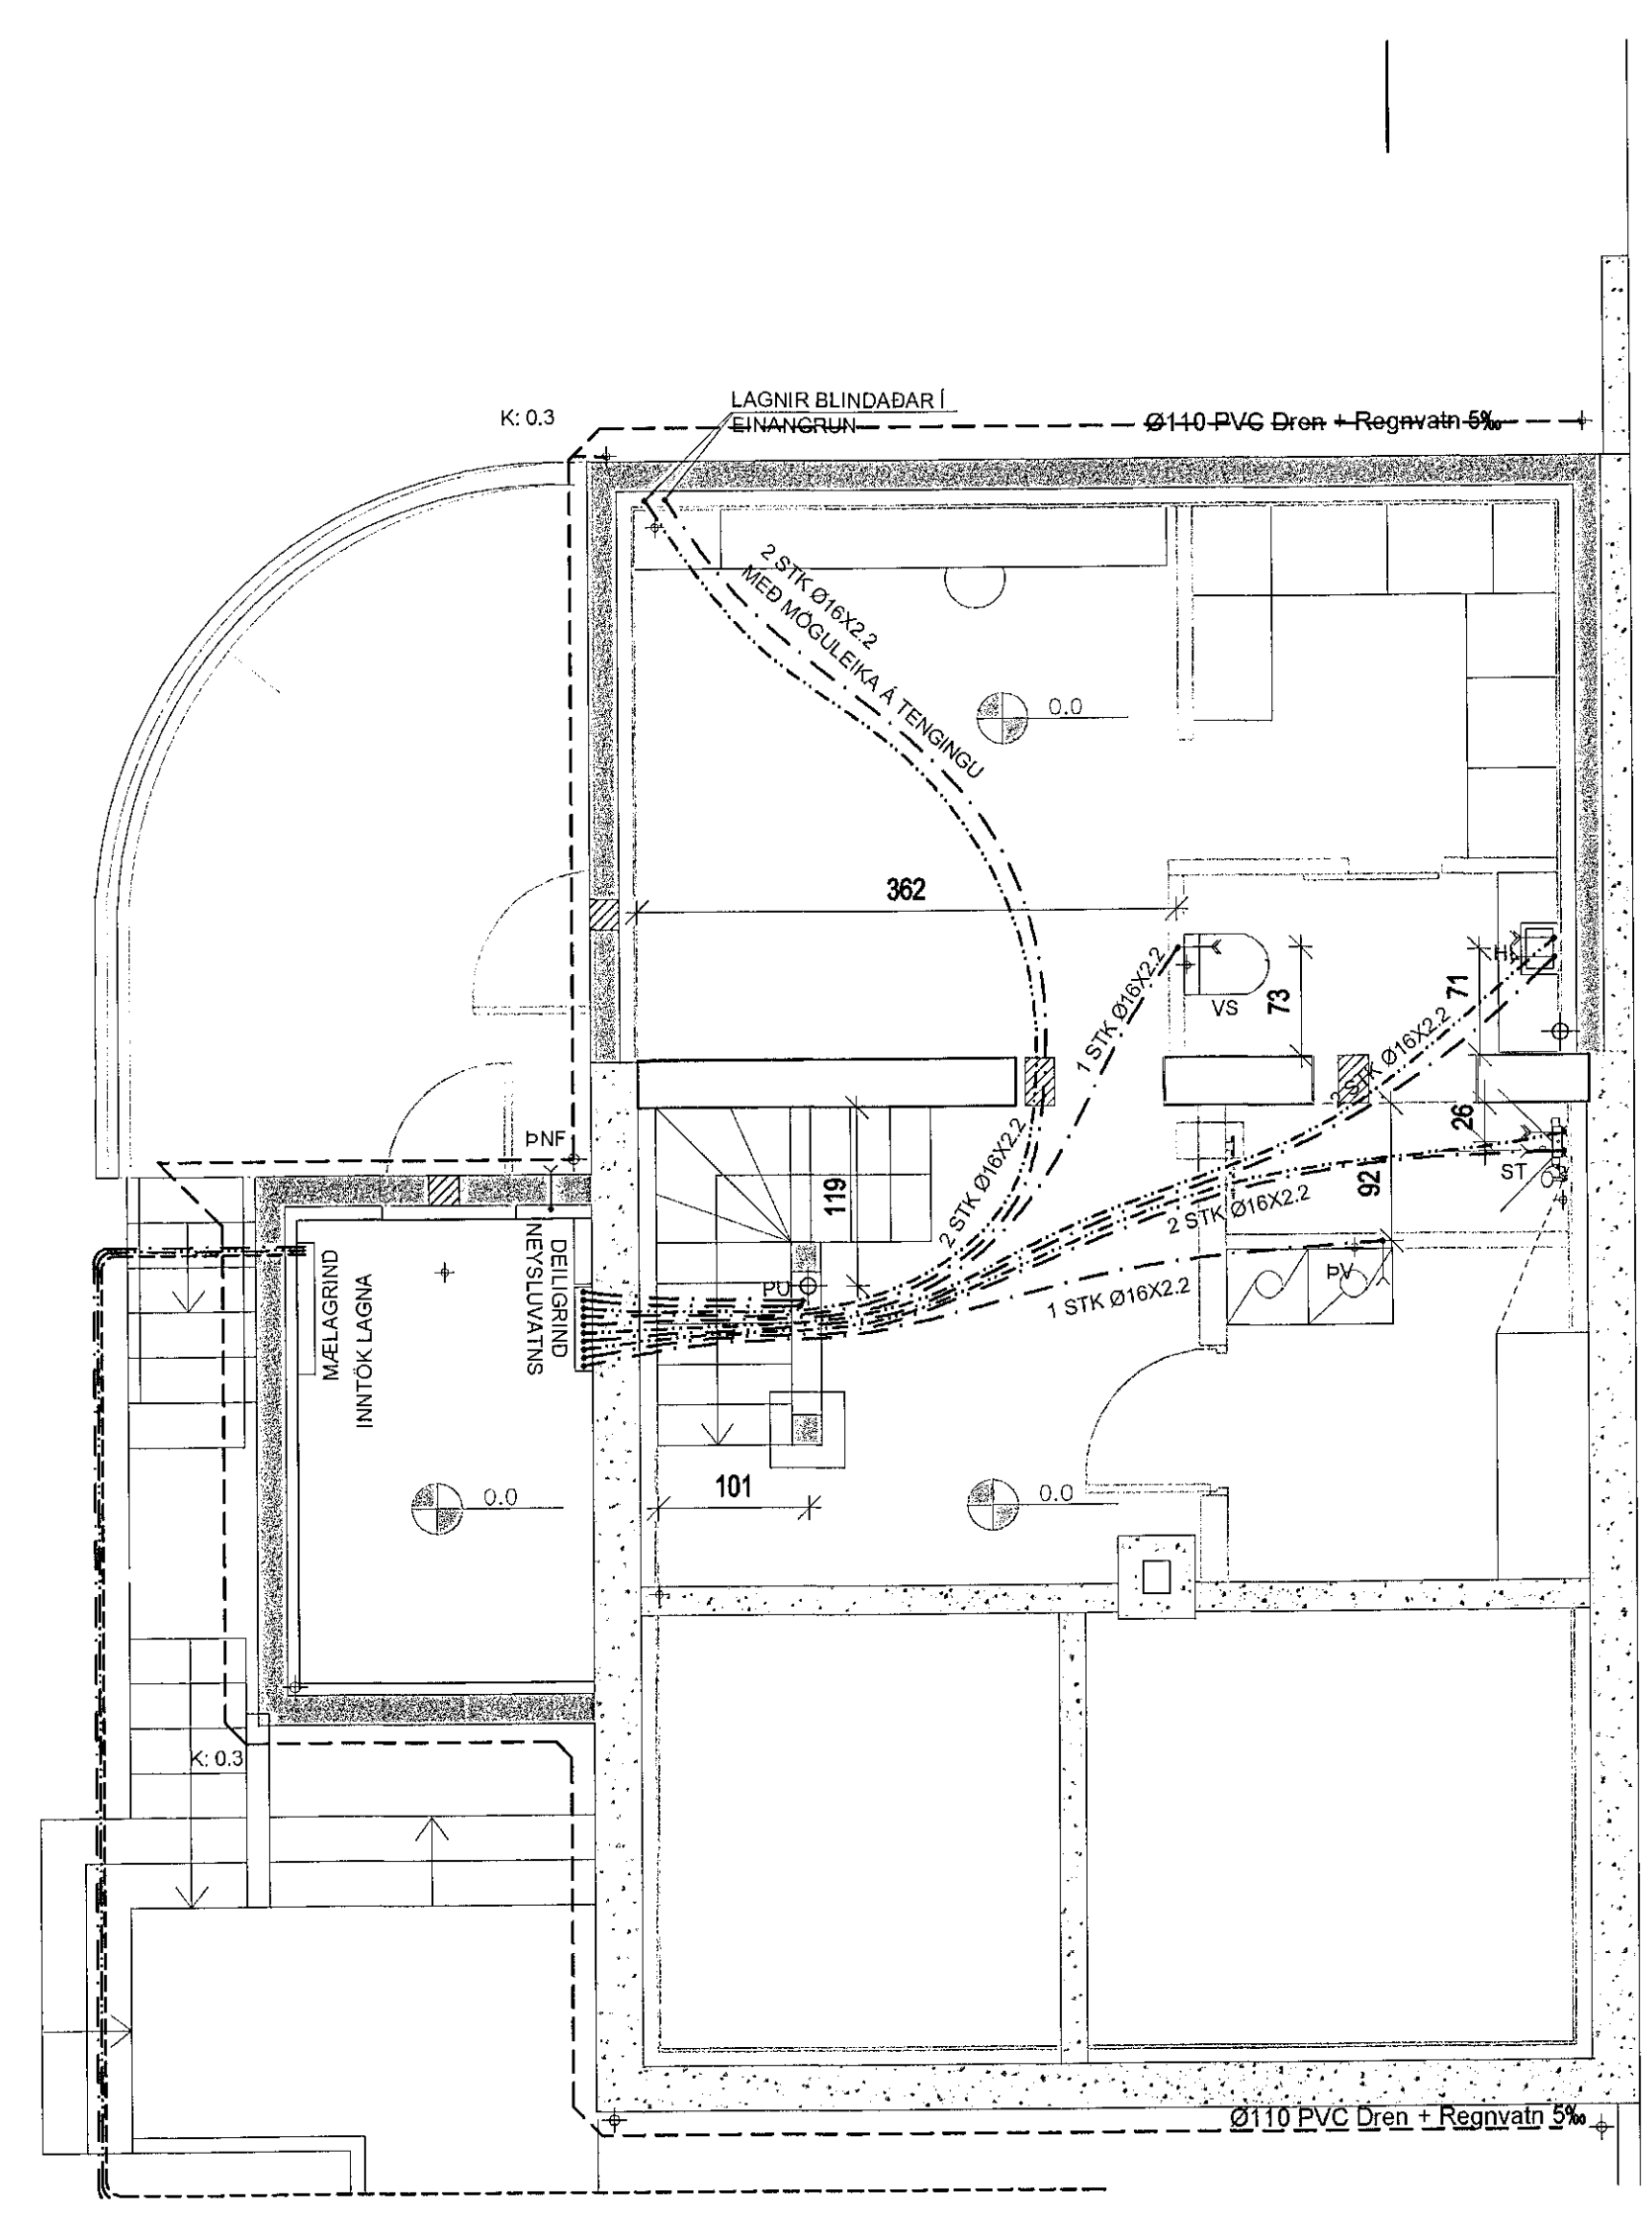 LAGNIR BLINDAÐAR Í
EINANGRUN
K: 0.3
Ø110 PVC Dren + Regnvatn 5‰
2 STK Ø16X2.2
MEÐ MÖGULEIKA Á TENGINGU
0.0
362
1 STK Ø16X2.2
VS
73
71
2 STK Ø16X2.2
26
ST
92
ÞNF
119
2 STK Ø16X2.2
2 STK Ø16X2.2
1 STK Ø16X2.2
ÞV
MÆLAGRIND
INNTÖK LAGNA
DEILIGRIND
NEYSLUVATNS
0.0
101
0.0
K: 0.3
Ø110 PVC Dren + Regnvatn 5‰